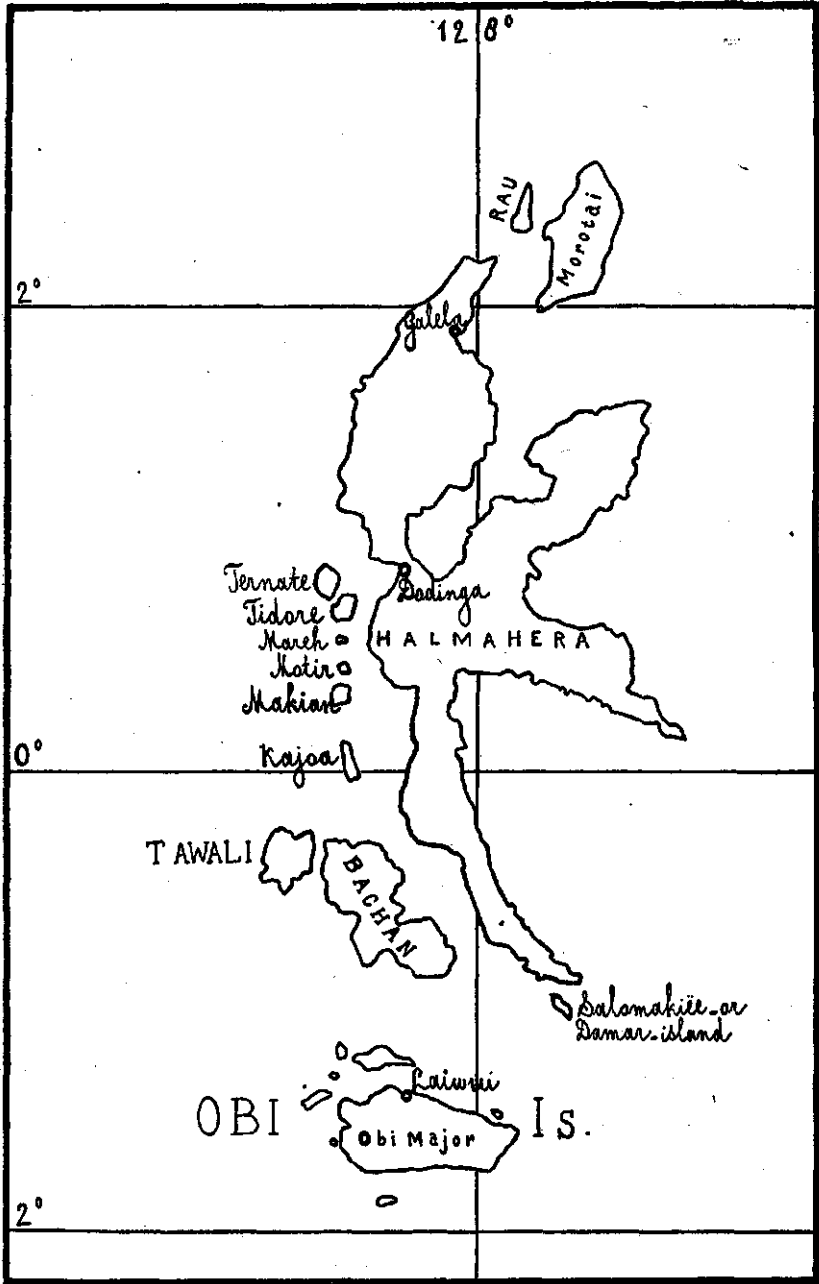 128°
RAU
Morotai
2°
Galela
Ternate
Dodinga
Tidore
Mareh
HALMAHERA
Motir
Makian
0°
Kajoa
TAWALI
BACHAN
Salomakiëe-or
Damar-island
Laiwui
OBI Is.
Obi Major
2°